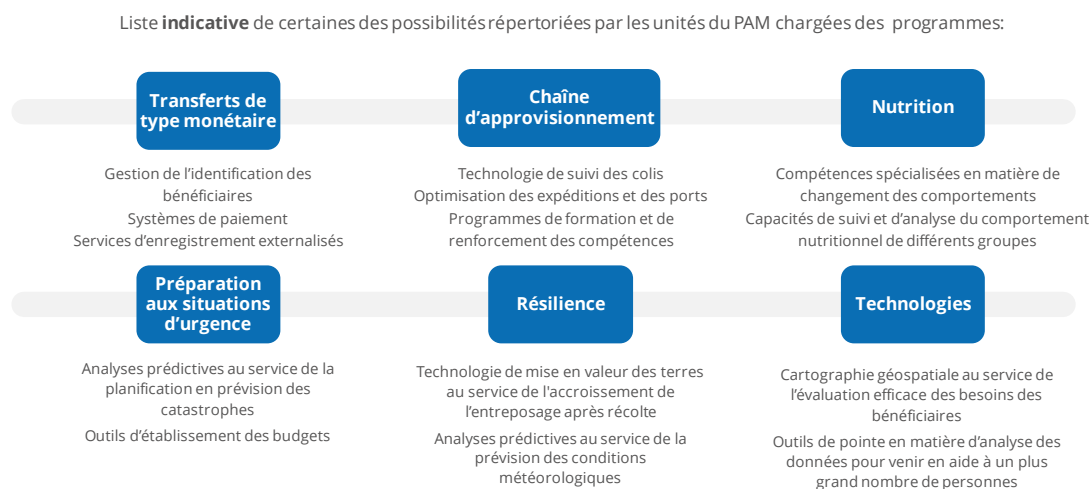 Liste indicative de certaines des possibilités répertoriées par les unités du PAM chargées des programmes:
Transferts de
type monétaire
Gestion de l’identification des
bénéficiaires
Systèmes de paiement
Services d’enregistrement externalisés
Chaîne
d’approvisionnement
Technologie de suivi des colis
Optimisation des expéditions et des ports
Programmes de formation et de
renforcement des compétences
Nutrition
Compétences spécialisées en matière de
changement des comportements
Capacités de suivi et d’analyse du comportement
nutritionnel de différents groupes
Préparation
aux situations
d’urgence
Analyses prédictives au service de la
planification en prévision des
catastrophes
Outils d’établissement des budgets
Résilience
Technologie de mise en valeur des terres
au service de l'accroissement de
l’entreposage après récolte
Analyses prédictives au service de la
prévision des conditions
météorologiques
Technologies
Cartographie géospatiale au service de
l’évaluation efficace des besoins des
bénéficiaires
Outils de pointe en matière d’analyse des
données pour venir en aide à un plus
grand nombre de personnes